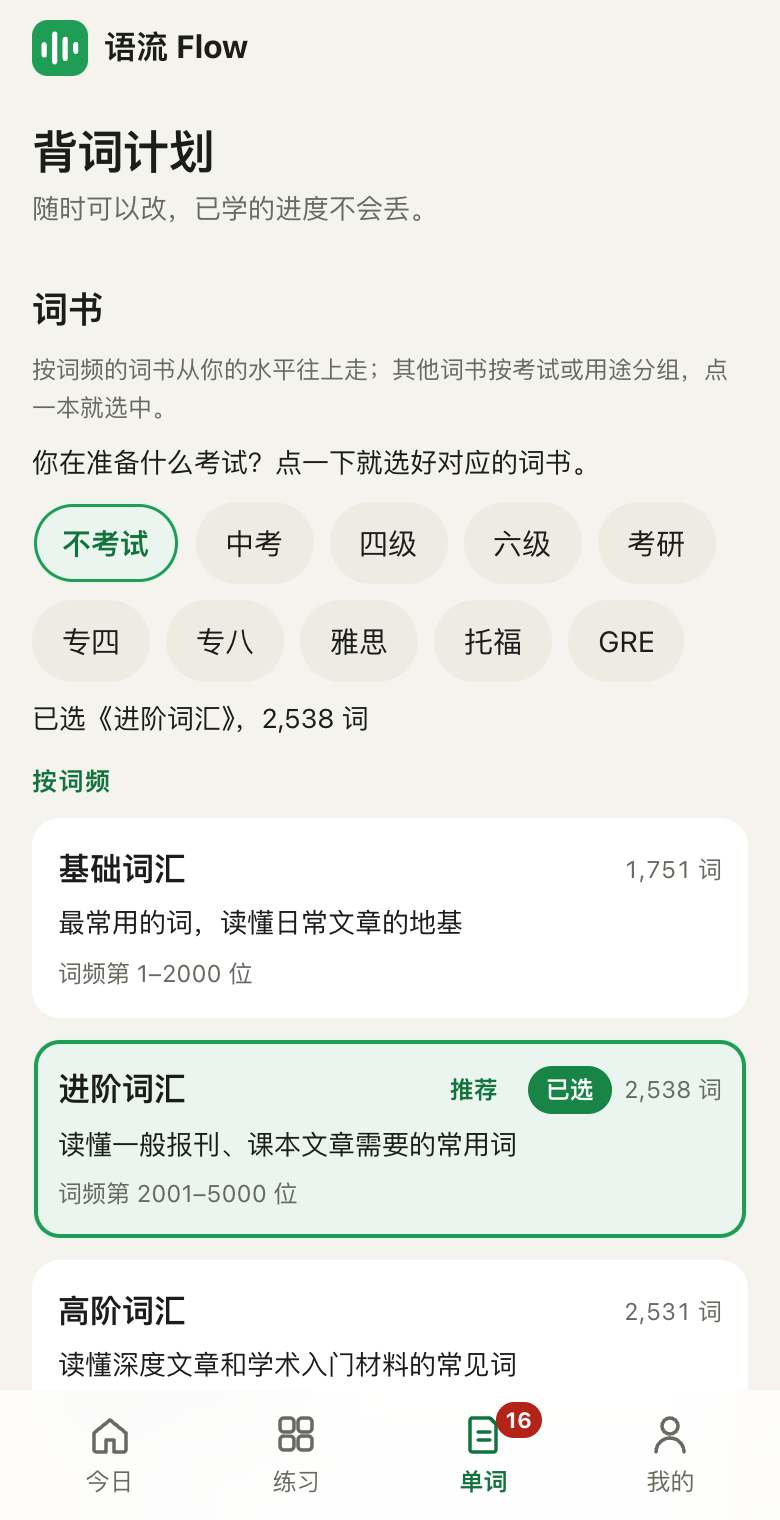 语流 Flow
背词计划
随时可以改，已学的进度不会丢。
词书
按词频的词书从你的水平往上走；其他词书按考试或用途分组，点
一本就选中。
你在准备什么考试？点一下就选好对应的词书。
不考试 中考 四级 六级 考研
专四 专八 雅思 托福 GRE
已选《进阶词汇》，2,538 词
按词频
基础词汇 1,751 词
最常用的词，读懂日常文章的地基
词频第 1–2000 位
进阶词汇 推荐 已选 2,538 词
读懂一般报刊、课本文章需要的常用词
词频第 2001–5000 位
高阶词汇 2,531 词
读懂深度文章和学术入门材料的常见词
16
今日 练习 单词 我的